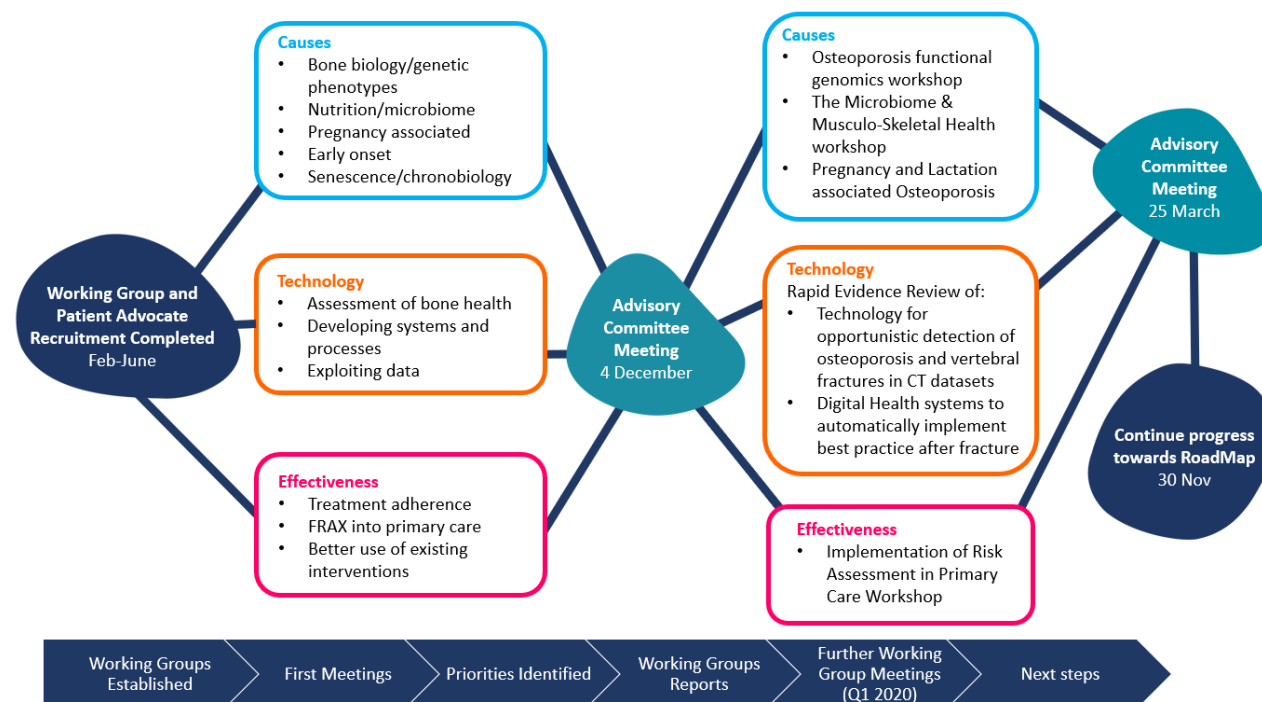 Working Group and
Patient Advocate
Recruitment Completed
Feb-June
Causes
• Bone biology/genetic
phenotypes
• Nutrition/microbiome
• Pregnancy associated
• Early onset
• Senescence/chronobiology
Technology
• Assessment of bone health
• Developing systems and
processes
• Exploiting data
Effectiveness
• Treatment adherence
• FRAX into primary care
• Better use of existing
interventions
Advisory
Committee
Meeting
4 December
Causes
• Osteoporosis functional
genomics workshop
• The Microbiome &
Musculo-Skeletal Health
workshop
• Pregnancy and Lactation
associated Osteoporosis
Technology
Rapid Evidence Review of:
• Technology for
opportunistic detection of
osteoporosis and vertebral
fractures in CT datasets
• Digital Health systems to
automatically implement
best practice after fracture
Effectiveness
• Implementation of Risk
Assessment in Primary
Care Workshop
Advisory
Committee
Meeting
25 March
Continue progress
towards RoadMap
30 Nov
Working Groups
Established
First Meetings
Priorities Identified
Working Groups
Reports
Further Working
Group Meetings
(Q1 2020)
Next steps